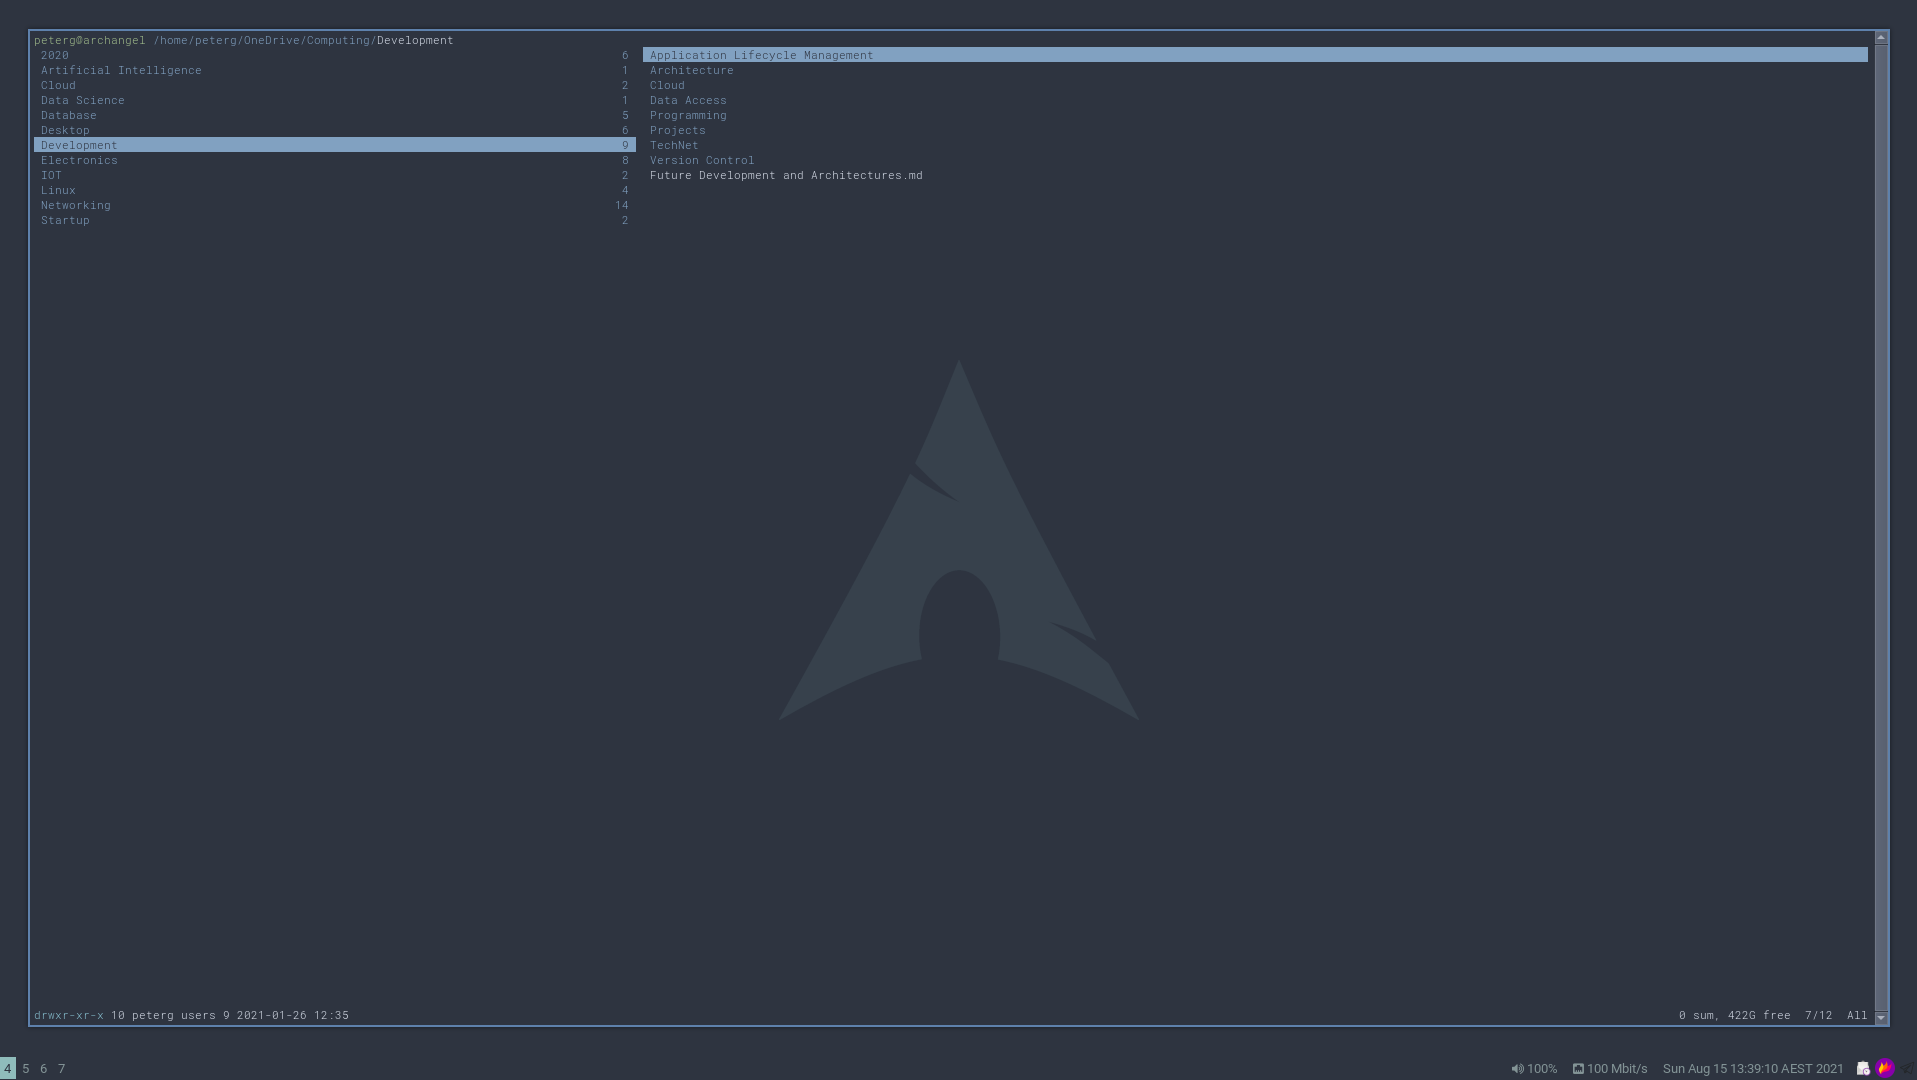 peterg@archangel /home/peterg/OneDrive/Computing/Development
2020 6 Application Lifecycle Management
Artificial Intelligence 1 Architecture
Cloud 2 Cloud
Data Science 1 Data Access
Database 5 Programming
Desktop 6 Projects
Development 9 TechNet
Electronics 8 Version Control
IOT 2 Future Development and Architectures.md
Linux 4
Networking 14
Startup 2
drwxr-xr-x 10 peterg users 9 2021-01-26 12:35 0 sum, 422G free 7/12 All
4 5 6 7 100% 100 Mbit/s Sun Aug 15 13:39:10 AEST 2021